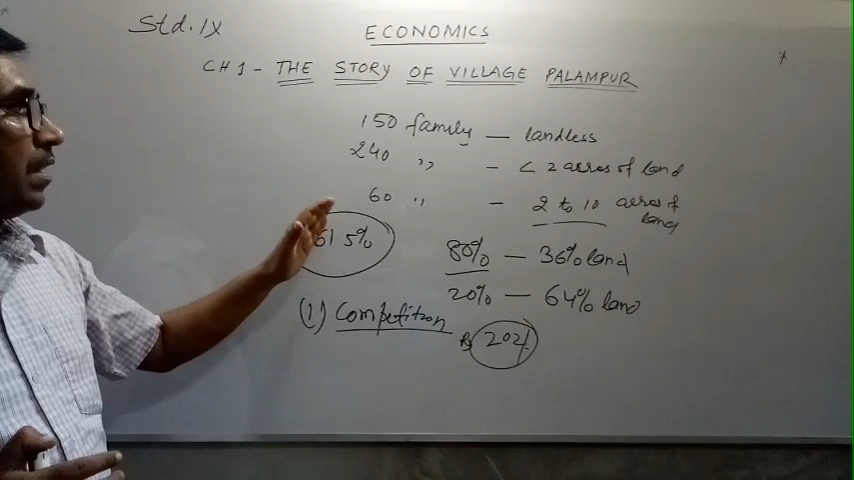 Std. IX
ECONOMICS
CH 1 - THE STORY OF VILLAGE PALAMPUR
150 family — landless
240 ,, - < 2 acres of land
60 ,, - 2 to 10 acres of land
61.5%
80% — 36% land
20% — 64% land
(1) Competition